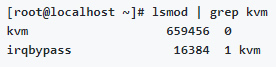 [root@localhost ~]# lsmod | grep kvm
kvm                   659456  0
irqbypass              16384  1 kvm